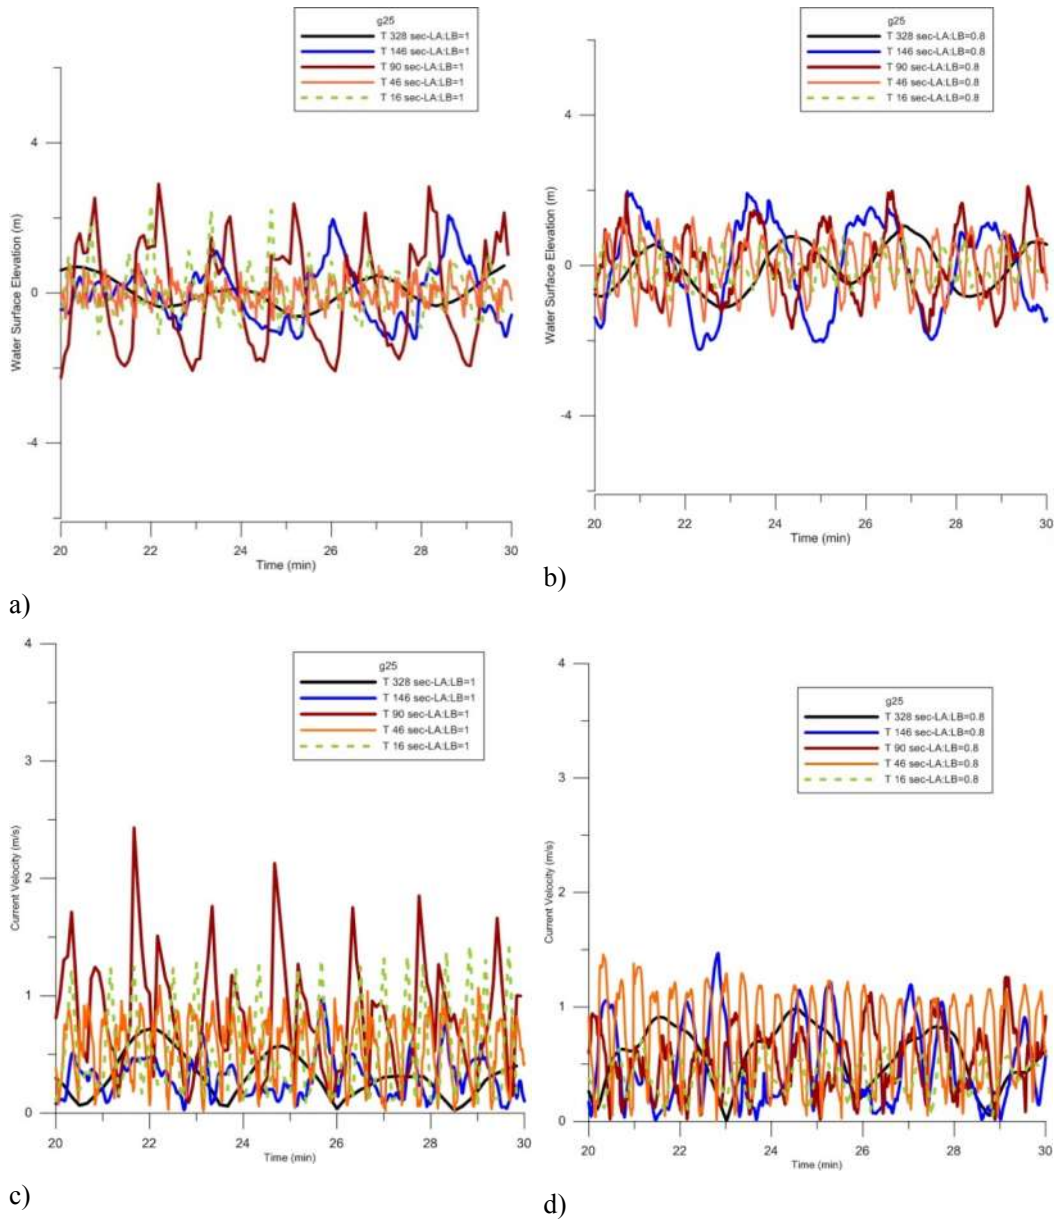 g25
T 328 sec-LA:LB=1
T 146 sec-LA:LB=1
T 90 sec-LA:LB=1
T 46 sec-LA:LB=1
T 16 sec-LA:LB=1
Water Surface Elevation (m)
4
0
-4
20 22 24 26 28 30
Time (min)
a)
g25
T 328 sec-LA:LB=0.8
T 146 sec-LA:LB=0.8
T 90 sec-LA:LB=0.8
T 46 sec-LA:LB=0.8
T 16 sec-LA:LB=0.8
Water Surface Elevation (m)
4
0
-4
20 22 24 26 28 30
Time (min)
b)
g25
T 328 sec-LA:LB=1
T 146 sec-LA:LB=1
T 90 sec-LA:LB=1
T 46 sec-LA:LB=1
T 16 sec-LA:LB=1
Current Velocity (m/s)
4
3
2
1
0
20 22 24 26 28 30
Time (min)
c)
g25
T 328 sec-LA:LB=0.8
T 146 sec-LA:LB=0.8
T 90 sec-LA:LB=0.8
T 46 sec-LA:LB=0.8
T 16 sec-LA:LB=0.8
Current Velocity (m/s)
4
3
2
1
0
20 22 24 26 28 30
Time (min)
d)